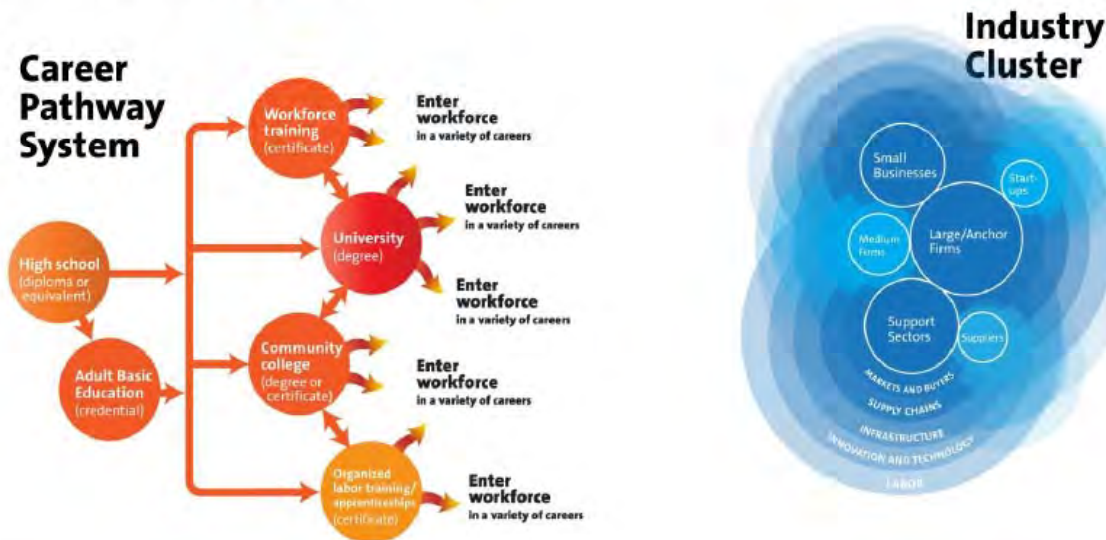 Career
Pathway
System
High school
(diploma or
equivalent)
Adult Basic
Education
(credential)
Workforce
training
(certificate)
University
(degree)
Community
college
(degree or
certificate)
Organized
labor training/
apprenticeships
(certificate)
Enter
workforce
in a variety of careers
Enter
workforce
in a variety of careers
Enter
workforce
in a variety of careers
Enter
workforce
in a variety of careers
Enter
workforce
in a variety of careers
Industry
Cluster
Small
Businesses
Start-
ups
Medium
Firms
Large/Anchor
Firms
Support
Sectors
Suppliers
MARKETS AND BUYERS
SUPPLY CHAINS
INFRASTRUCTURE
INNOVATION AND TECHNOLOGY
LABOR